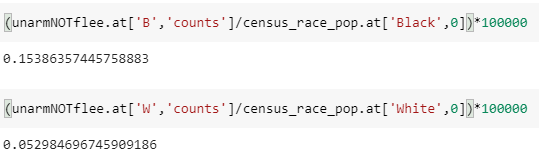 (unarmNOTflee.at['B','counts']/census_race_pop.at['Black',0])*100000
0.15386357445758883
(unarmNOTflee.at['W','counts']/census_race_pop.at['White',0])*100000
0.052984696745909186